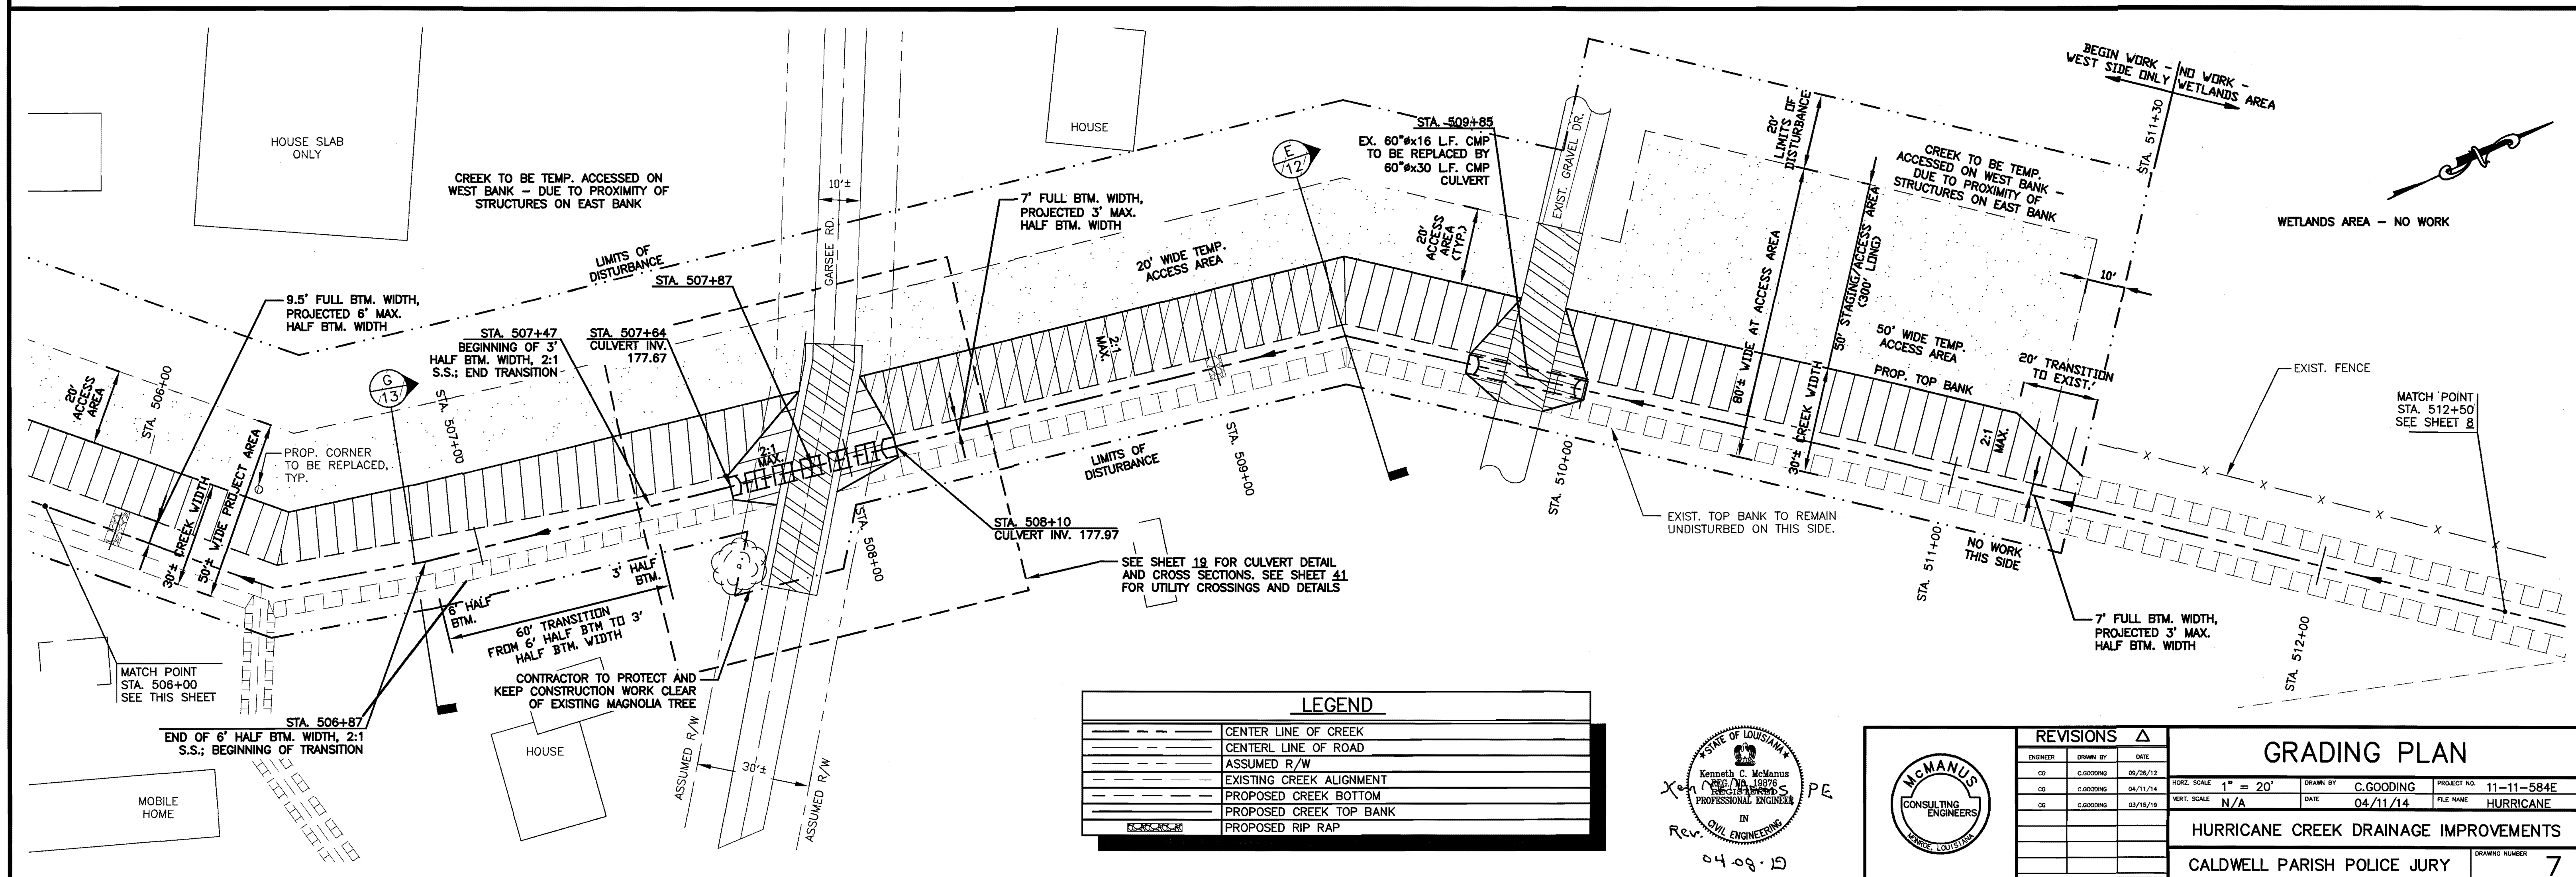 HOUSE SLAB
ONLY
CREEK TO BE TEMP. ACCESSED ON
WEST BANK – DUE TO PROXIMITY OF
STRUCTURES ON EAST BANK
LIMITS OF
DISTURBANCE
9.5' FULL BTM. WIDTH,
PROJECTED 6' MAX.
HALF BTM. WIDTH
20'
ACCESS
AREA
STA. 506+00
30'± CREEK WIDTH
50'± WIDE PROJECT AREA
PROP. CORNER
TO BE REPLACED,
TYP.
G
13
STA. 507+00
STA. 507+47
BEGINNING OF 3'
HALF BTM. WIDTH, 2:1
S.S.; END TRANSITION
STA. 507+64
CULVERT INV.
177.67
STA. 507+87
10'±
GARSEE RD.
2:1
MAX.
STA. 508+00
HOUSE
7' FULL BTM. WIDTH,
PROJECTED 3' MAX.
HALF BTM. WIDTH
20' WIDE TEMP.
ACCESS AREA
2:1
MAX.
LIMITS OF
DISTURBANCE
STA. 508+10
CULVERT INV. 177.97
SEE SHEET 19 FOR CULVERT DETAIL
AND CROSS SECTIONS. SEE SHEET 41
FOR UTILITY CROSSINGS AND DETAILS
STA. 509+00
E
12
STA. 509+85
EX. 60"øx16 L.F. CMP
TO BE REPLACED BY
60"øx30 L.F. CMP
CULVERT
20'
ACCESS
AREA
(TYP.)
EXIST. GRAVEL DR.
STA. 510+00
EXIST. TOP BANK TO REMAIN
UNDISTURBED ON THIS SIDE.
20'
LIMITS OF
DISTURBANCE
80'± WIDE AT ACCESS AREA
30'± CREEK WIDTH
50' STAGING/ACCESS AREA
(300' LONG)
CREEK TO BE TEMP.
ACCESSED ON WEST BANK –
DUE TO PROXIMITY OF
STRUCTURES ON EAST BANK
50' WIDE TEMP.
ACCESS AREA
PROP. TOP BANK
20' TRANSITION
TO EXIST.
10'
2:1
MAX.
STA. 511+00
NO WORK
THIS SIDE
BEGIN WORK –
WEST SIDE ONLY
NO WORK –
WETLANDS AREA
STA. 511+30
WETLANDS AREA – NO WORK
EXIST. FENCE
X X X X X
MATCH POINT
STA. 512+50
SEE SHEET 8
7' FULL BTM. WIDTH,
PROJECTED 3' MAX.
HALF BTM. WIDTH
STA. 512+00
MATCH POINT
STA. 506+00
SEE THIS SHEET
STA. 506+87
END OF 6' HALF BTM. WIDTH, 2:1
S.S.; BEGINNING OF TRANSITION
MOBILE
HOME
6' HALF
BTM.
3' HALF
BTM.
60' TRANSITION
FROM 6' HALF BTM TO 3'
HALF BTM. WIDTH
CONTRACTOR TO PROTECT AND
KEEP CONSTRUCTION WORK CLEAR
OF EXISTING MAGNOLIA TREE
HOUSE
ASSUMED R/W
30'±
ASSUMED R/W
LEGEND
CENTER LINE OF CREEK
CENTERL LINE OF ROAD
ASSUMED R/W
EXISTING CREEK ALIGNMENT
PROPOSED CREEK BOTTOM
PROPOSED CREEK TOP BANK
PROPOSED RIP RAP
STATE OF LOUISIANA
Kenneth C. McManus
REG. NO. 19876
REGISTERED
PROFESSIONAL ENGINEER
IN
CIVIL ENGINEERING
PE
Rev.
McMANUS
CONSULTING
ENGINEERS
MONROE, LOUISIANA
REVISIONS △
ENGINEER DRAWN BY DATE
CG C.GOODING 09/26/12
CG C.GOODING 04/11/14
CG C.GOODING 03/15/19
GRADING PLAN
HORZ. SCALE 1" = 20' DRAWN BY C.GOODING PROJECT NO. 11-11-584E
VERT. SCALE N/A DATE 04/11/14 FILE NAME HURRICANE
HURRICANE CREEK DRAINAGE IMPROVEMENTS
CALDWELL PARISH POLICE JURY DRAWING NUMBER 7